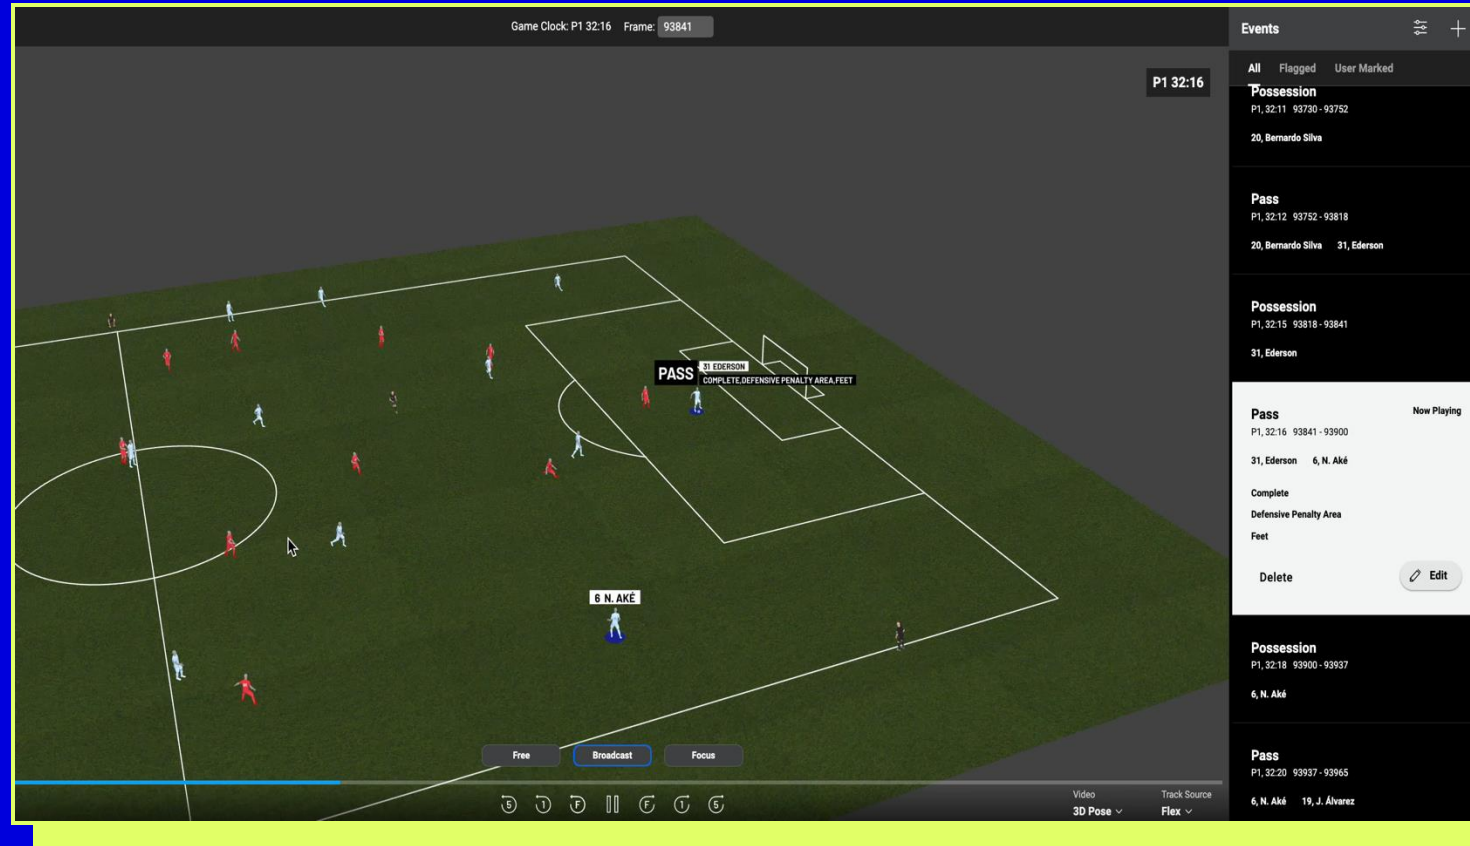 Game Clock: P1 32:16 Frame: 93841
P1 32:16
PASS
31 EDERSON
COMPLETE,DEFENSIVE PENALTY AREA,FEET
6 N. AKÉ
Free Broadcast Focus
5 1 F F 1 5
Video
3D Pose
Track Source
Flex
Events
All Flagged User Marked
Possession
P1, 32:11 93730 - 93752
20, Bernardo Silva
Pass
P1, 32:12 93752 - 93818
20, Bernardo Silva 31, Ederson
Possession
P1, 32:15 93818 - 93841
31, Ederson
Pass Now Playing
P1, 32:16 93841 - 93900
31, Ederson 6, N. Aké
Complete
Defensive Penalty Area
Feet
Delete Edit
Possession
P1, 32:18 93900 - 93937
6, N. Aké
Pass
P1, 32:20 93937 - 93965
6, N. Aké 19, J. Álvarez